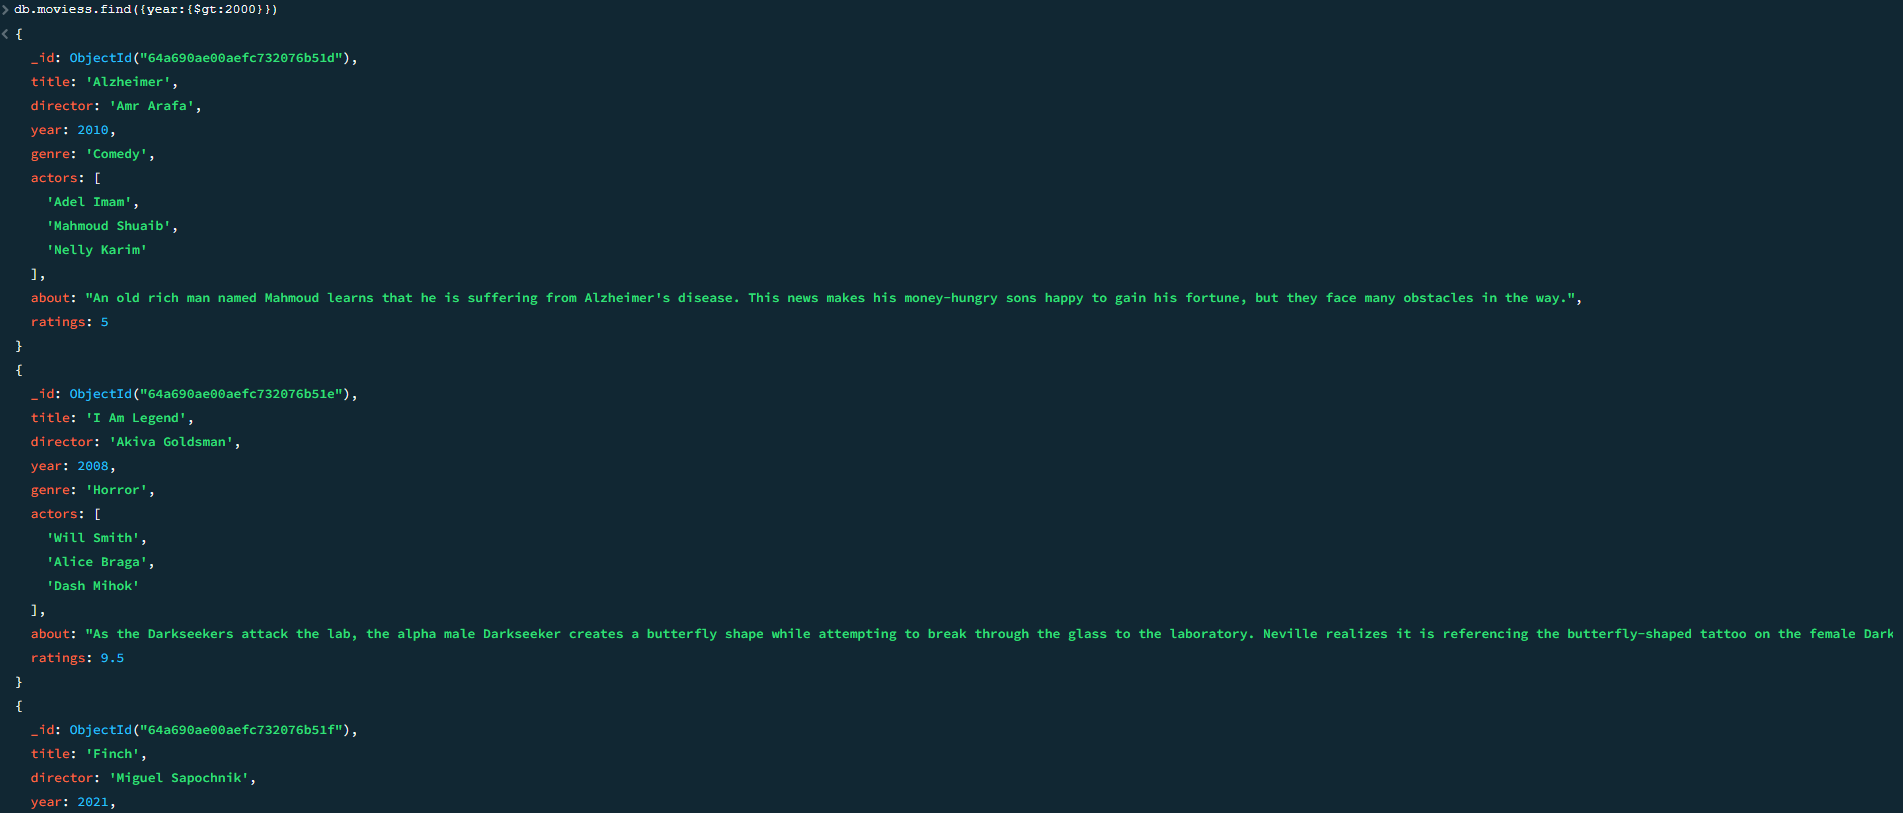 > db.moviess.find({year:{$gt:2000}})
< {
_id: ObjectId("64a690ae00aefc732076b51d"),
title: 'Alzheimer',
director: 'Amr Arafa',
year: 2010,
genre: 'Comedy',
actors: [
'Adel Imam',
'Mahmoud Shuaib',
'Nelly Karim'
],
about: "An old rich man named Mahmoud learns that he is suffering from Alzheimer's disease. This news makes his money-hungry sons happy to gain his fortune, but they face many obstacles in the way.",
ratings: 5
}
{
_id: ObjectId("64a690ae00aefc732076b51e"),
title: 'I Am Legend',
director: 'Akiva Goldsman',
year: 2008,
genre: 'Horror',
actors: [
'Will Smith',
'Alice Braga',
'Dash Mihok'
],
about: "As the Darkseekers attack the lab, the alpha male Darkseeker creates a butterfly shape while attempting to break through the glass to the laboratory. Neville realizes it is referencing the butterfly-shaped tattoo on the female Dark
ratings: 9.5
}
{
_id: ObjectId("64a690ae00aefc732076b51f"),
title: 'Finch',
director: 'Miguel Sapochnik',
year: 2021,